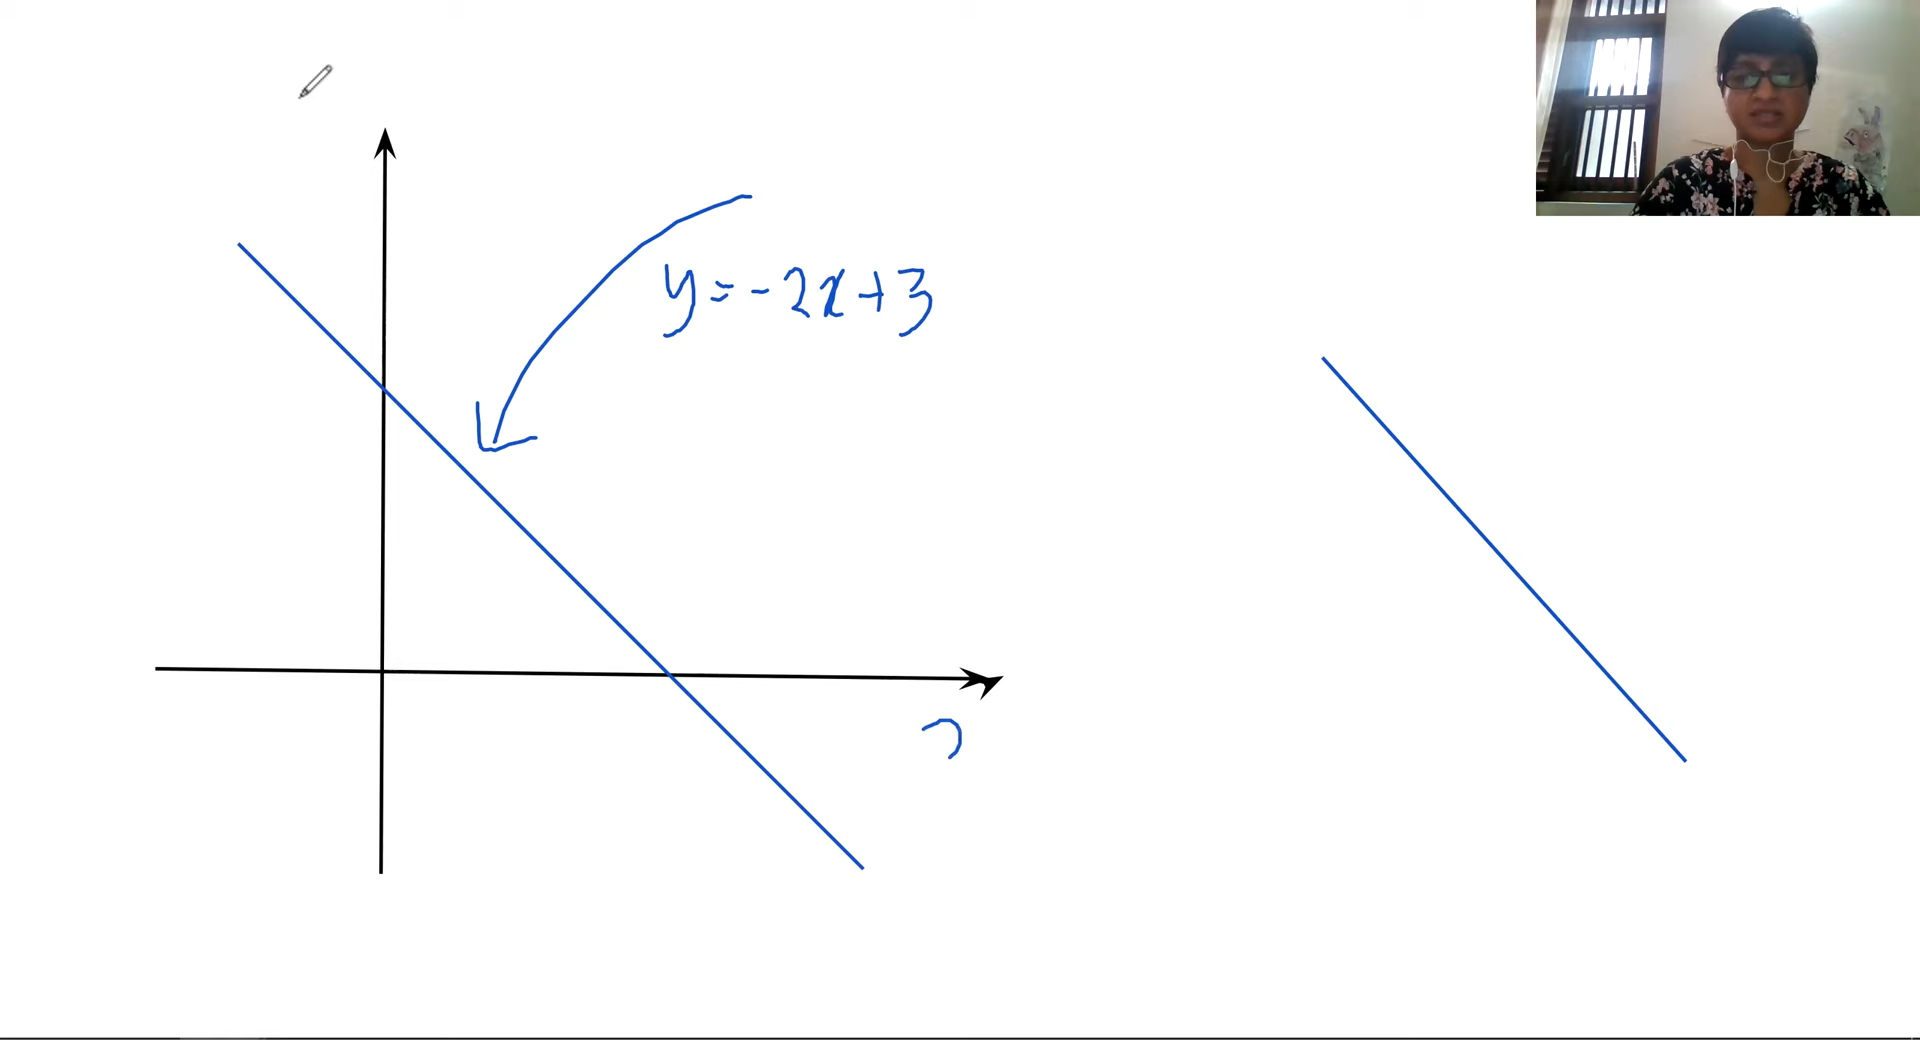 y = -2x + 3